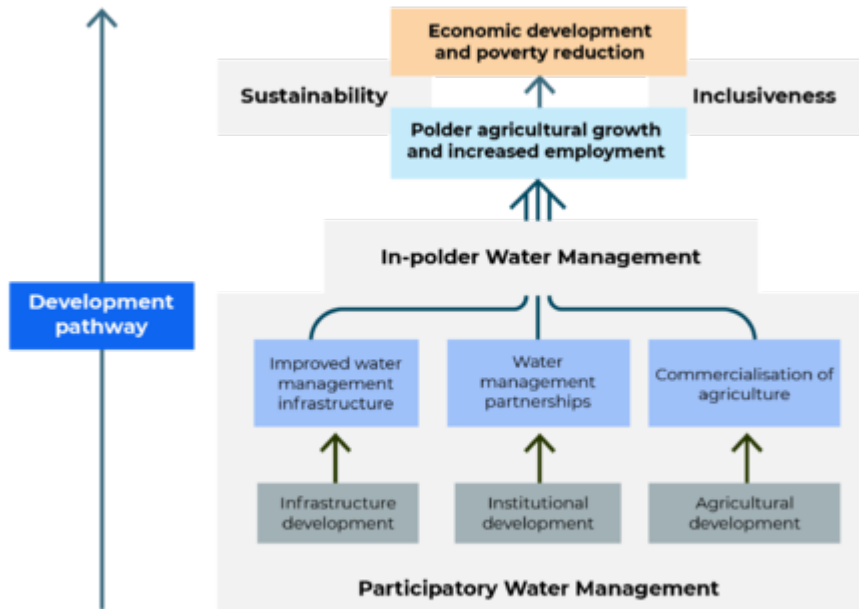 Economic development
and poverty reduction
Sustainability
Inclusiveness
Polder agricultural growth
and increased employment
In-polder Water Management
Development
pathway
Improved water
management
infrastructure
Water
management
partnerships
Commercialisation of
agriculture
Infrastructure
development
Institutional
development
Agricultural
development
Participatory Water Management